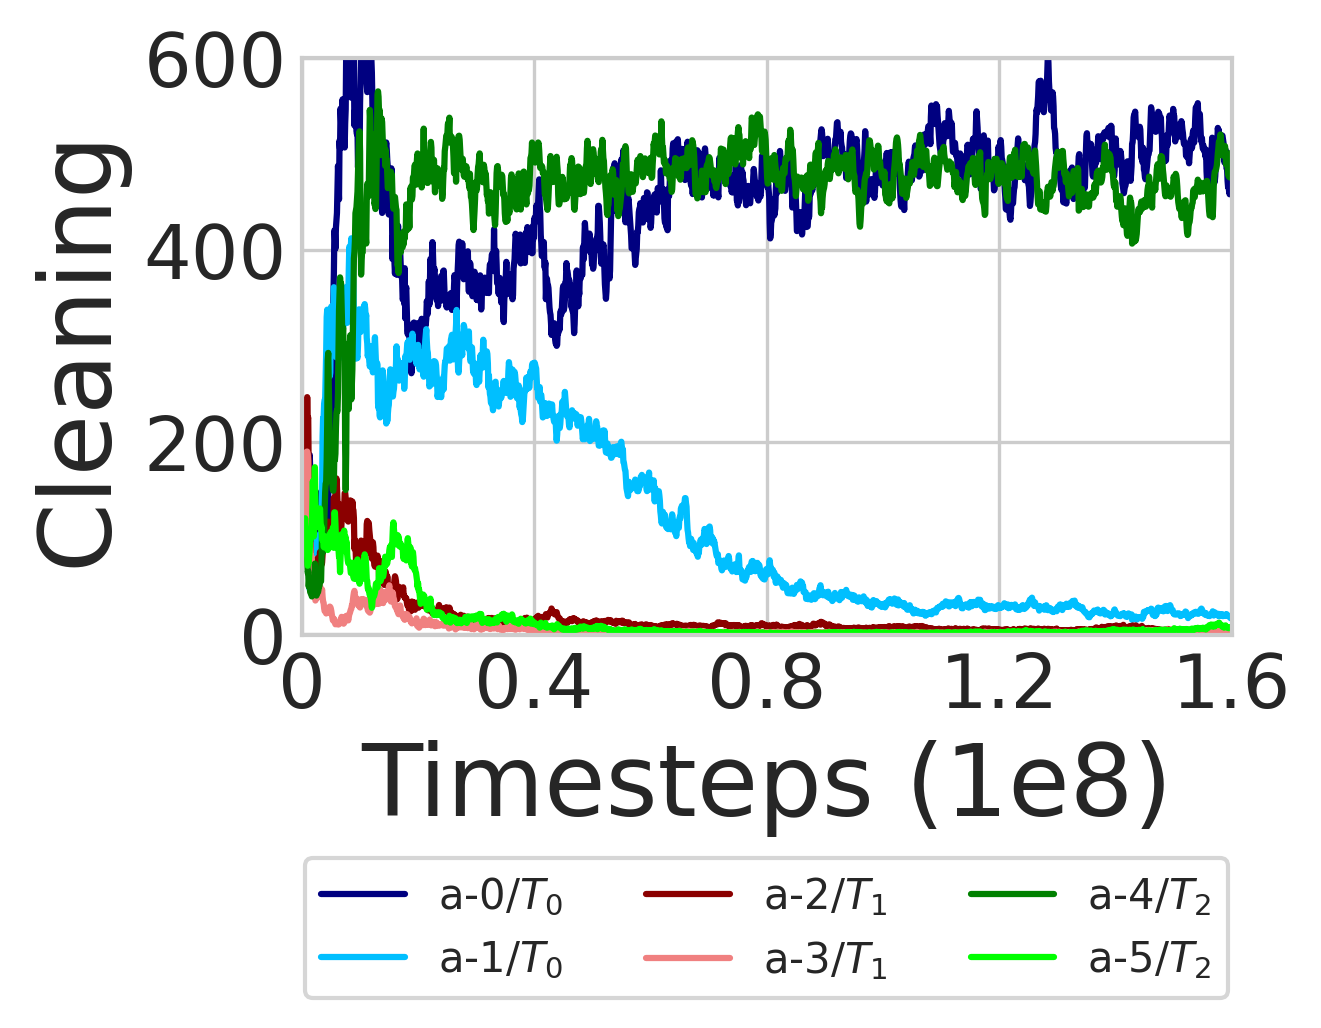 600
400
200
0
Cleaning
0 0.4 0.8 1.2 1.6
Timesteps (1e8)
a-0/T₀ a-2/T₁ a-4/T₂
a-1/T₀ a-3/T₁ a-5/T₂